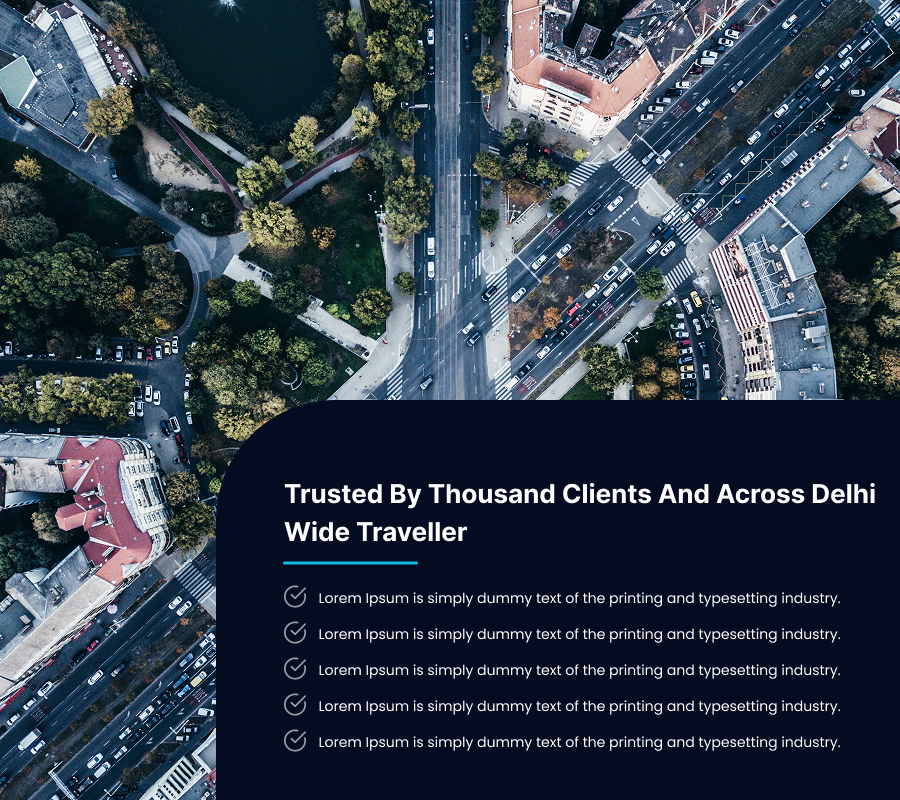 Trusted By Thousand Clients And Across Delhi
Wide Traveller
Lorem Ipsum is simply dummy text of the printing and typesetting industry.
Lorem Ipsum is simply dummy text of the printing and typesetting industry.
Lorem Ipsum is simply dummy text of the printing and typesetting industry.
Lorem Ipsum is simply dummy text of the printing and typesetting industry.
Lorem Ipsum is simply dummy text of the printing and typesetting industry.